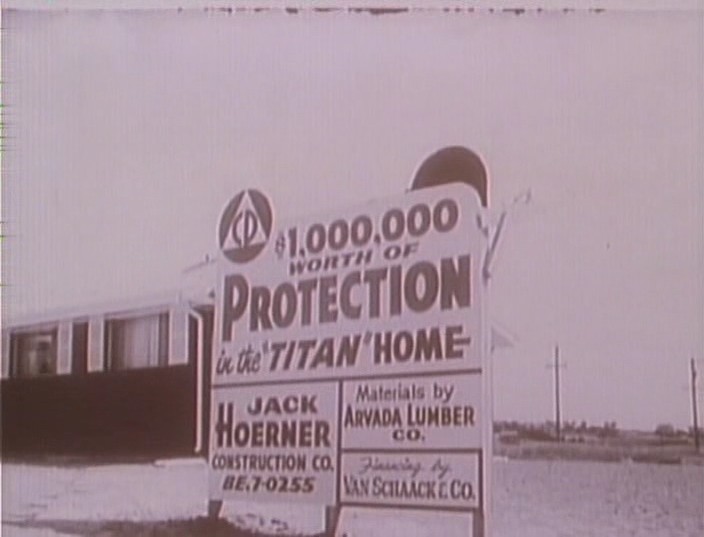 CD
$1,000,000
WORTH OF
PROTECTION
in the "TITAN" HOME
JACK
HOERNER
CONSTRUCTION CO.
BE.7-0255
Materials by
ARVADA LUMBER
CO.
Financing by
VAN SCHAACK & CO.